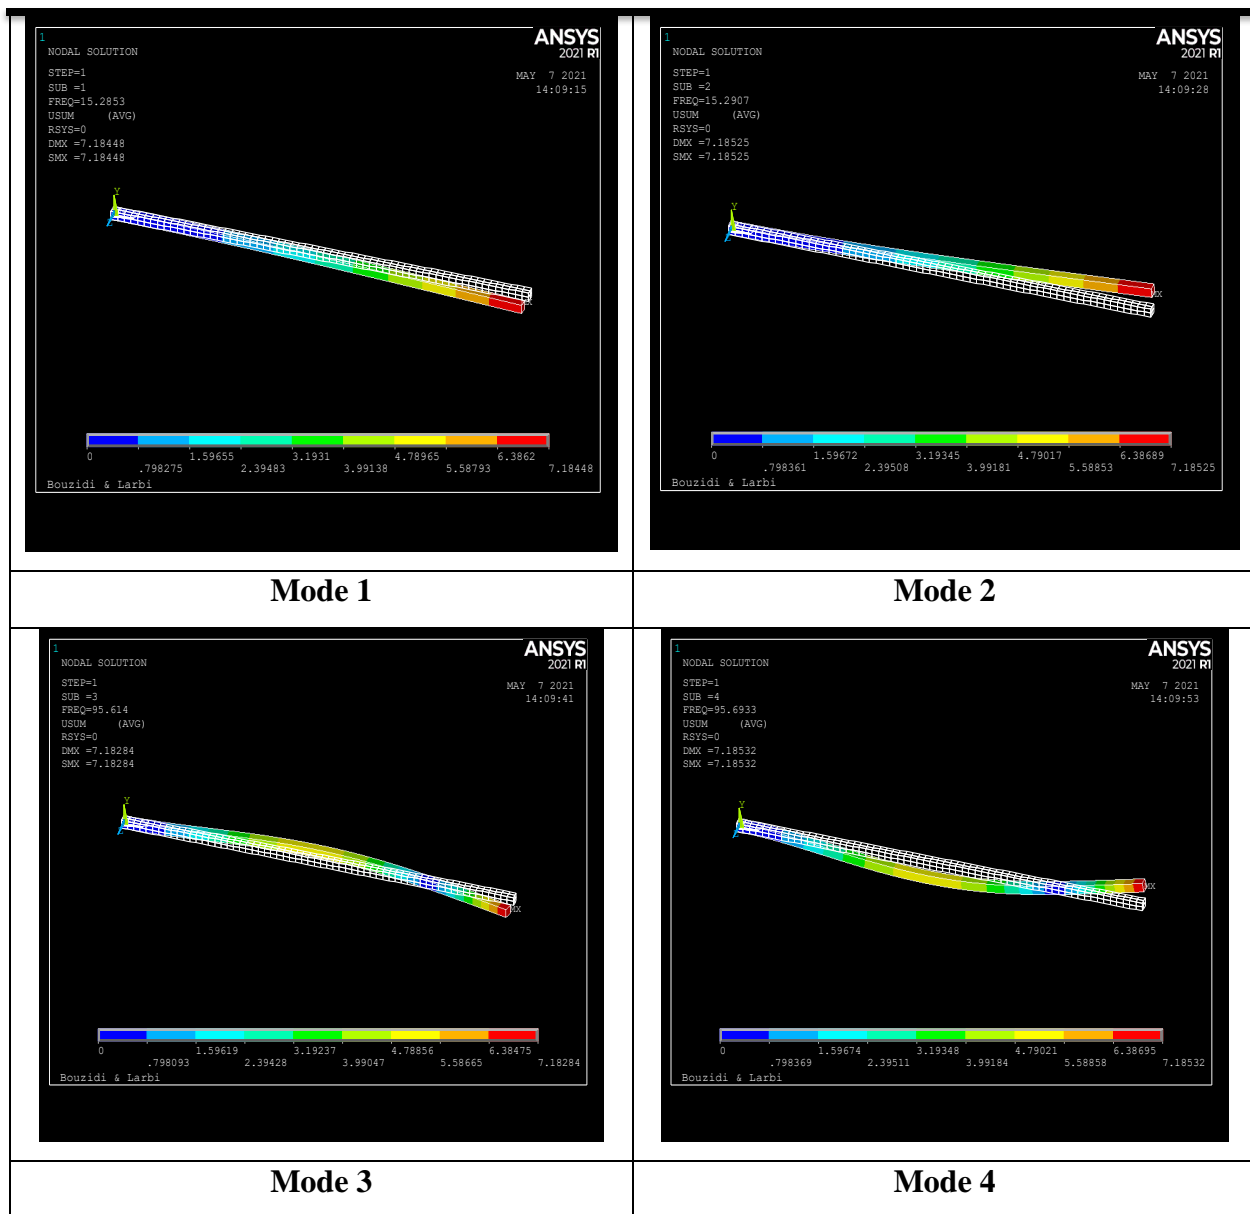 1
ANSYS
2021 R1
NODAL SOLUTION
STEP=1
SUB =1
FREQ=15.2853
USUM (AVG)
RSYS=0
DMX =7.18448
SMX =7.18448
MAY 7 2021
14:09:15
Y
Z
MX
0 1.59655 3.1931 4.78965 6.3862
.798275 2.39483 3.99138 5.58793 7.18448
Bouzidi & Larbi
1
ANSYS
2021 R1
NODAL SOLUTION
STEP=1
SUB =2
FREQ=15.2907
USUM (AVG)
RSYS=0
DMX =7.18525
SMX =7.18525
MAY 7 2021
14:09:28
Y
Z
MX
0 1.59672 3.19345 4.79017 6.38689
.798361 2.39508 3.99181 5.58853 7.18525
Bouzidi & Larbi
Mode 1
Mode 2
1
ANSYS
2021 R1
NODAL SOLUTION
STEP=1
SUB =3
FREQ=95.614
USUM (AVG)
RSYS=0
DMX =7.18284
SMX =7.18284
MAY 7 2021
14:09:41
Y
Z
MX
0 1.59619 3.19237 4.78856 6.38475
.798093 2.39428 3.99047 5.58665 7.18284
Bouzidi & Larbi
1
ANSYS
2021 R1
NODAL SOLUTION
STEP=1
SUB =4
FREQ=95.6933
USUM (AVG)
RSYS=0
DMX =7.18532
SMX =7.18532
MAY 7 2021
14:09:53
Y
Z
MX
0 1.59674 3.19348 4.79021 6.38695
.798369 2.39511 3.99184 5.58858 7.18532
Bouzidi & Larbi
Mode 3
Mode 4